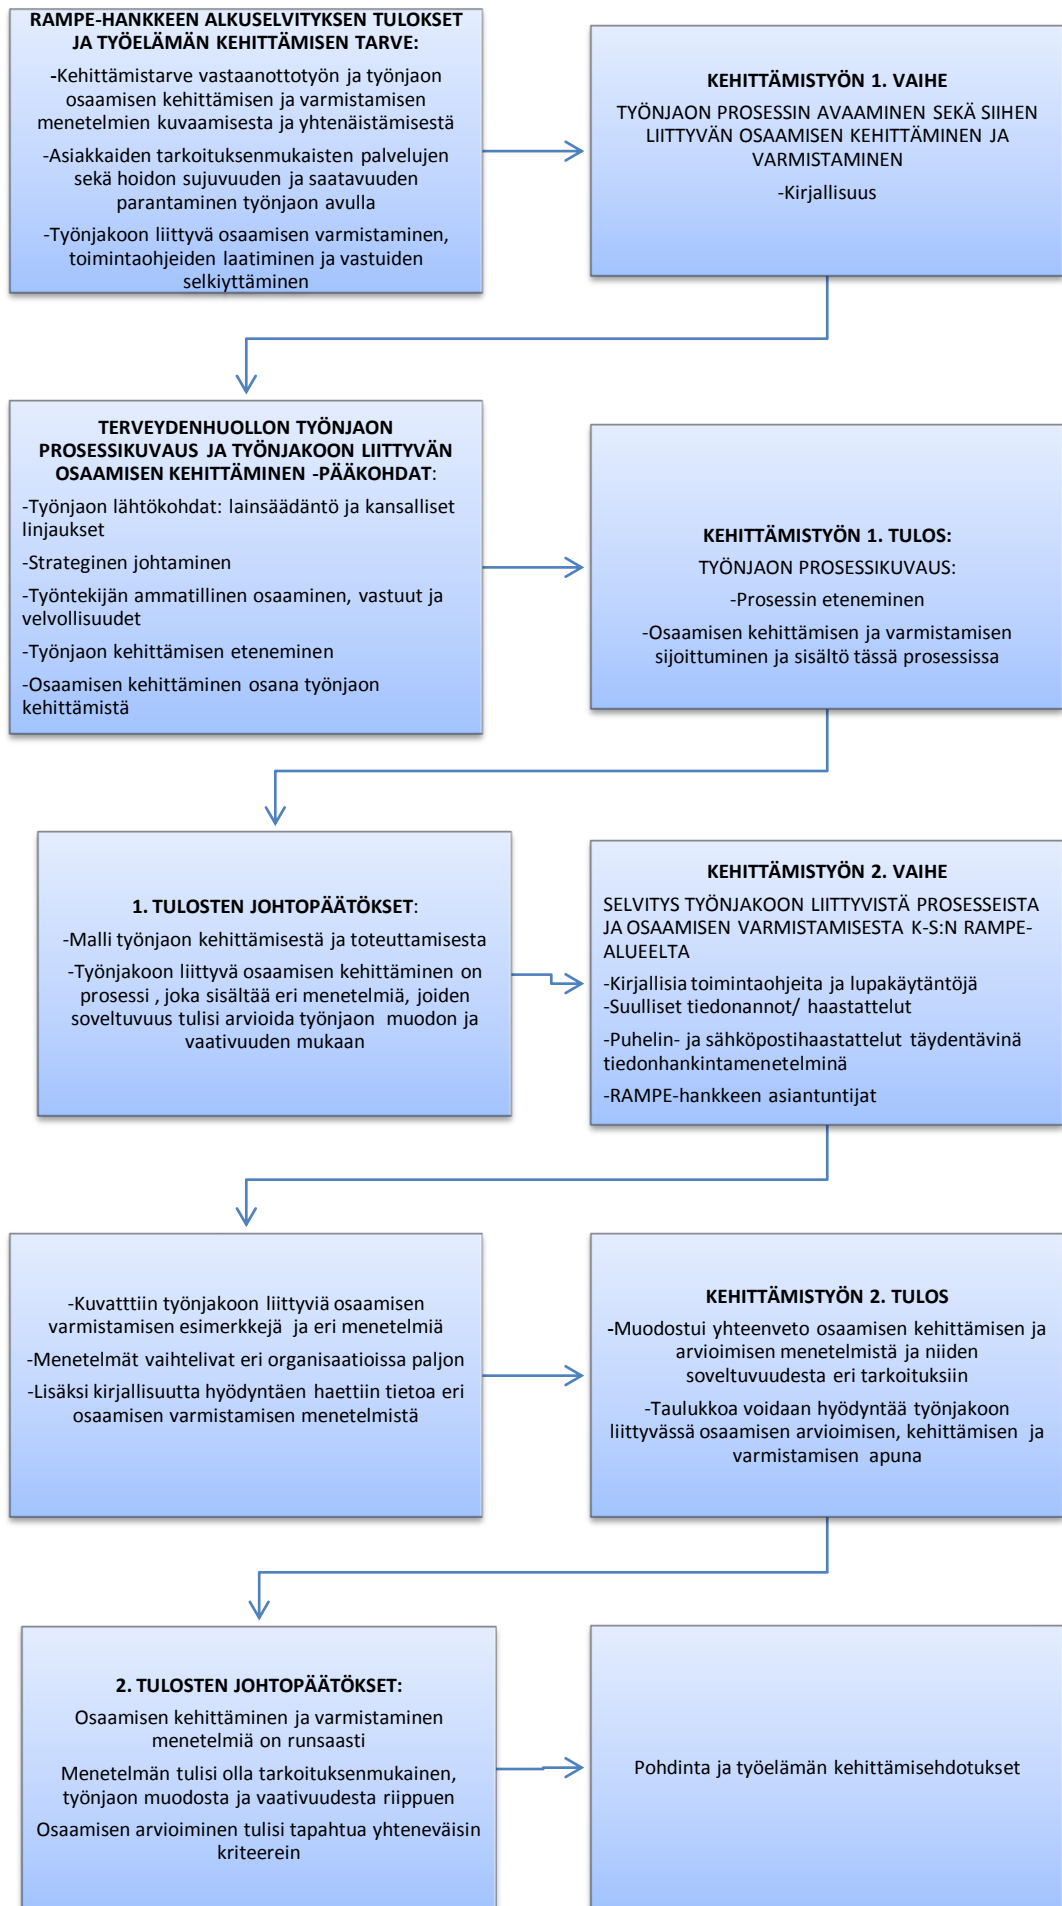 RAMPE-HANKKEEN ALKUSELVITYKSEN TULOKSET
JA TYÖELÄMÄN KEHITTÄMISEN TARVE:
-Kehittämistarve vastaanottotyön ja työnjaon
osaamisen kehittämisen ja varmistamisen
menetelmien kuvaamisesta ja yhtenäistämisestä
-Asiakkaiden tarkoituksenmukaisten palvelujen
sekä hoidon sujuvuuden ja saatavuuden
parantaminen työnjaon avulla
-Työnjakoon liittyvä osaamisen varmistaminen,
toimintaohjeiden laatiminen ja vastuiden
selkiyttäminen
KEHITTÄMISTYÖN 1. VAIHE
TYÖNJAON PROSESSIN AVAAMINEN SEKÄ SIIHEN
LIITTYVÄN OSAAMISEN KEHITTÄMINEN JA
VARMISTAMINEN
-Kirjallisuus
TERVEYDENHUOLLON TYÖNJAON
PROSESSIKUVAUS JA TYÖNJAKOON LIITTYVÄN
OSAAMISEN KEHITTÄMINEN -PÄÄKOHDAT:
-Työnjaon lähtökohdat: lainsäädäntö ja kansalliset
linjaukset
-Strateginen johtaminen
-Työntekijän ammatillinen osaaminen, vastuut ja
velvollisuudet
-Työnjaon kehittämisen eteneminen
-Osaamisen kehittäminen osana työnjaon
kehittämistä
KEHITTÄMISTYÖN 1. TULOS:
TYÖNJAON PROSESSIKUVAUS:
-Prosessin eteneminen
-Osaamisen kehittämisen ja varmistamisen
sijoittuminen ja sisältö tässä prosessissa
1. TULOSTEN JOHTOPÄÄTÖKSET:
-Malli työnjaon kehittämisestä ja toteuttamisesta
-Työnjakoon liittyvä osaamisen kehittäminen on
prosessi , joka sisältää eri menetelmiä, joiden
soveltuvuus tulisi arvioida työnjaon muodon ja
vaativuuden mukaan
KEHITTÄMISTYÖN 2. VAIHE
SELVITYS TYÖNJAKOON LIITTYVISTÄ PROSESSEISTA
JA OSAAMISEN VARMISTAMISESTA K-S:N RAMPE-
ALUEELTA
-Kirjallisia toimintaohjeita ja lupakäytäntöjä
-Suulliset tiedonannot/ haastattelut
-Puhelin- ja sähköpostihaastattelut täydentävinä
tiedonhankintamenetelminä
-RAMPE-hankkeen asiantuntijat
-Kuvatttiin työnjakoon liittyviä osaamisen
varmistamisen esimerkkejä ja eri menetelmiä
-Menetelmät vaihtelivat eri organisaatioissa paljon
-Lisäksi kirjallisuutta hyödyntäen haettiin tietoa eri
osaamisen varmistamisen menetelmistä
KEHITTÄMISTYÖN 2. TULOS
-Muodostui yhteenveto osaamisen kehittämisen ja
arvioimisen menetelmistä ja niiden
soveltuvuudesta eri tarkoituksiin
-Taulukkoa voidaan hyödyntää työnjakoon
liittyvässä osaamisen arvioimisen, kehittämisen ja
varmistamisen apuna
2. TULOSTEN JOHTOPÄÄTÖKSET:
Osaamisen kehittäminen ja varmistaminen
menetelmiä on runsaasti
Menetelmän tulisi olla tarkoituksenmukainen,
työnjaon muodosta ja vaativuudesta riippuen
Osaamisen arvioiminen tulisi tapahtua yhteneväisin
kriteerein
Pohdinta ja työelämän kehittämisehdotukset